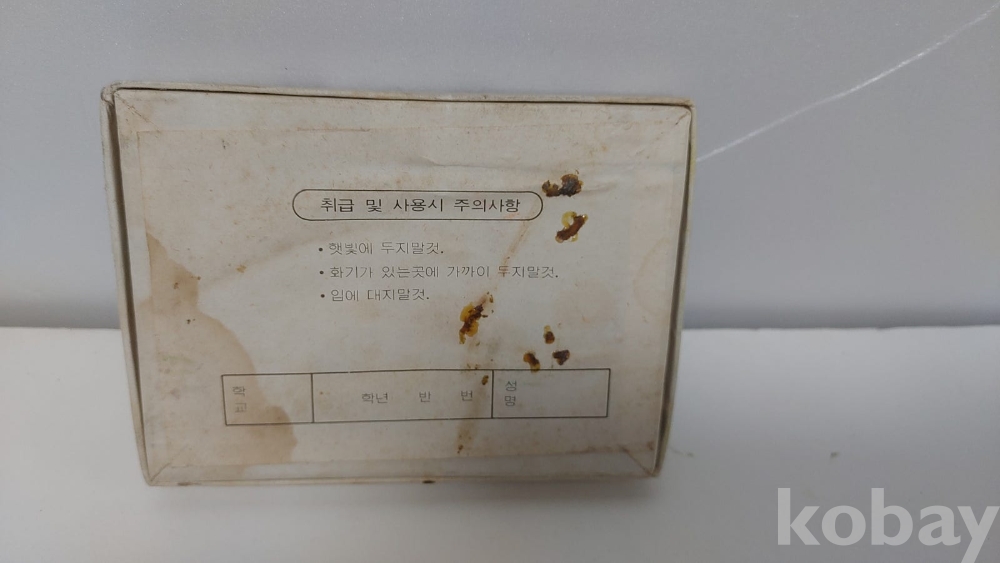 취급 및 사용시 주의사항
• 햇빛에 두지말것.
• 화기가 있는곳에 가까이 두지말것.
• 입에 대지말것.
학교 학년 반 번 성명
kobay